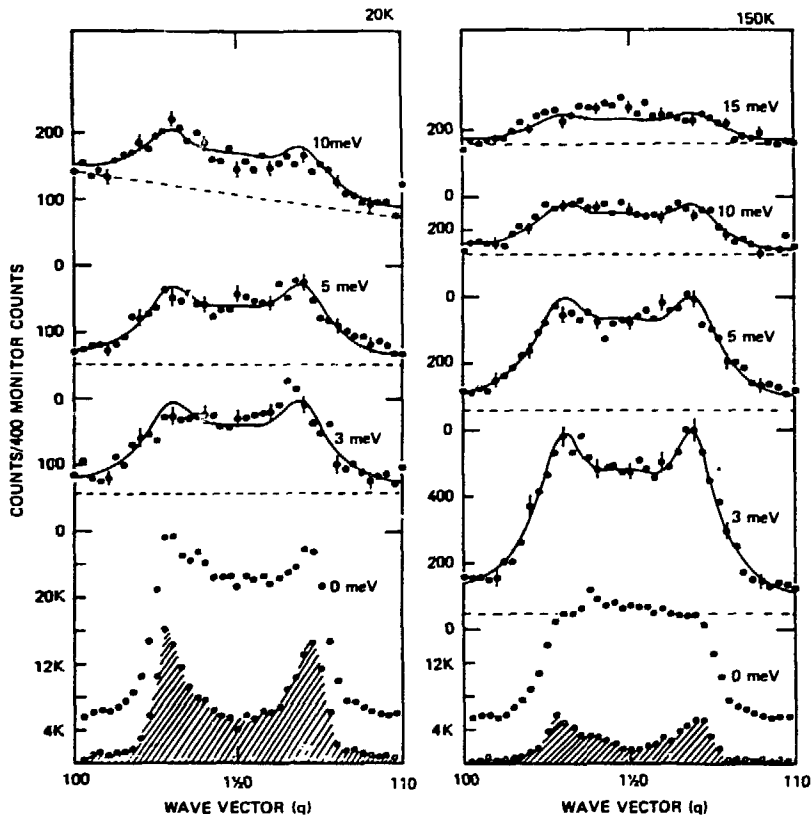 20K
10meV
200
100
0
5 meV
100
0
3 meV
100
0
0 meV
20K
12K
4K
100
1½0
110
WAVE VECTOR (q)
COUNTS/400 MONITOR COUNTS
150K
15 meV
200
0
10 meV
200
0
5 meV
200
0
400
3 meV
200
0
0 meV
12K
4K
100
1½0
110
WAVE VECTOR (q)